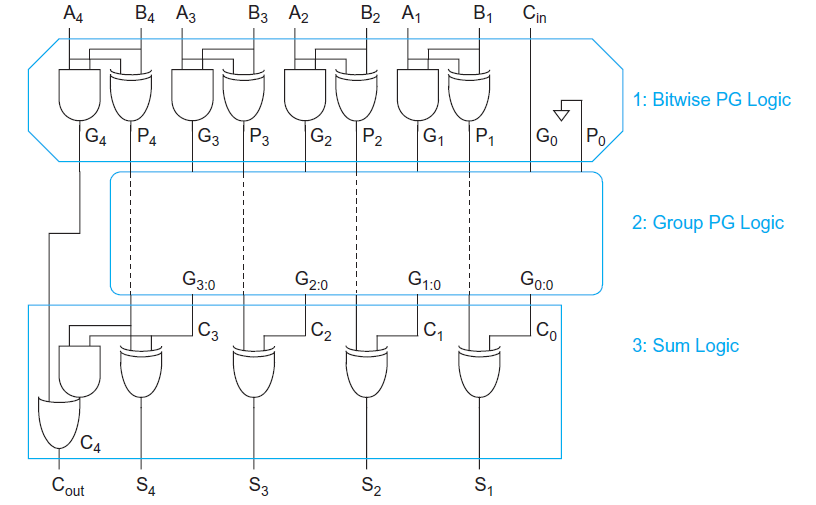 A4 B4 A3 B3 A2 B2 A1 B1 Cin
1: Bitwise PG Logic
G4 P4 G3 P3 G2 P2 G1 P1 G0 P0
2: Group PG Logic
G3:0 G2:0 G1:0 G0:0
C3 C2 C1 C0
3: Sum Logic
C4
Cout S4 S3 S2 S1